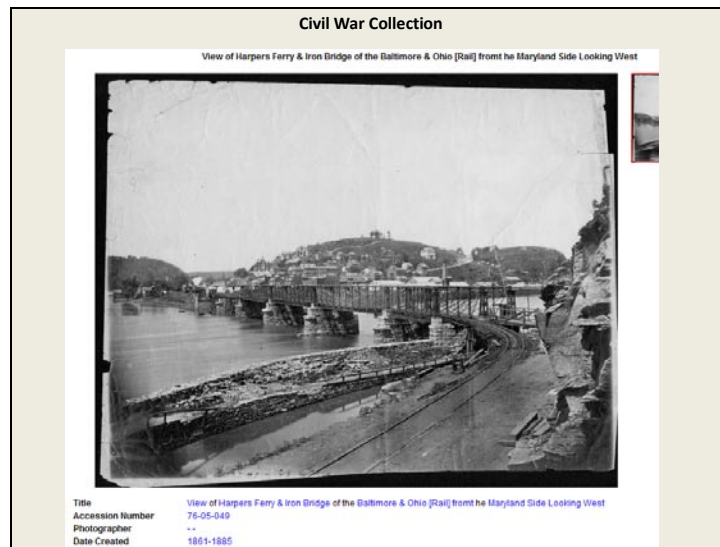 Civil War Collection
View of Harpers Ferry & Iron Bridge of the Baltimore & Ohio [Rail] fromt he Maryland Side Looking West
Title View of Harpers Ferry & Iron Bridge of the Baltimore & Ohio [Rail] fromt he Maryland Side Looking West
Accession Number 76-05-049
Photographer - -
Date Created 1861-1885